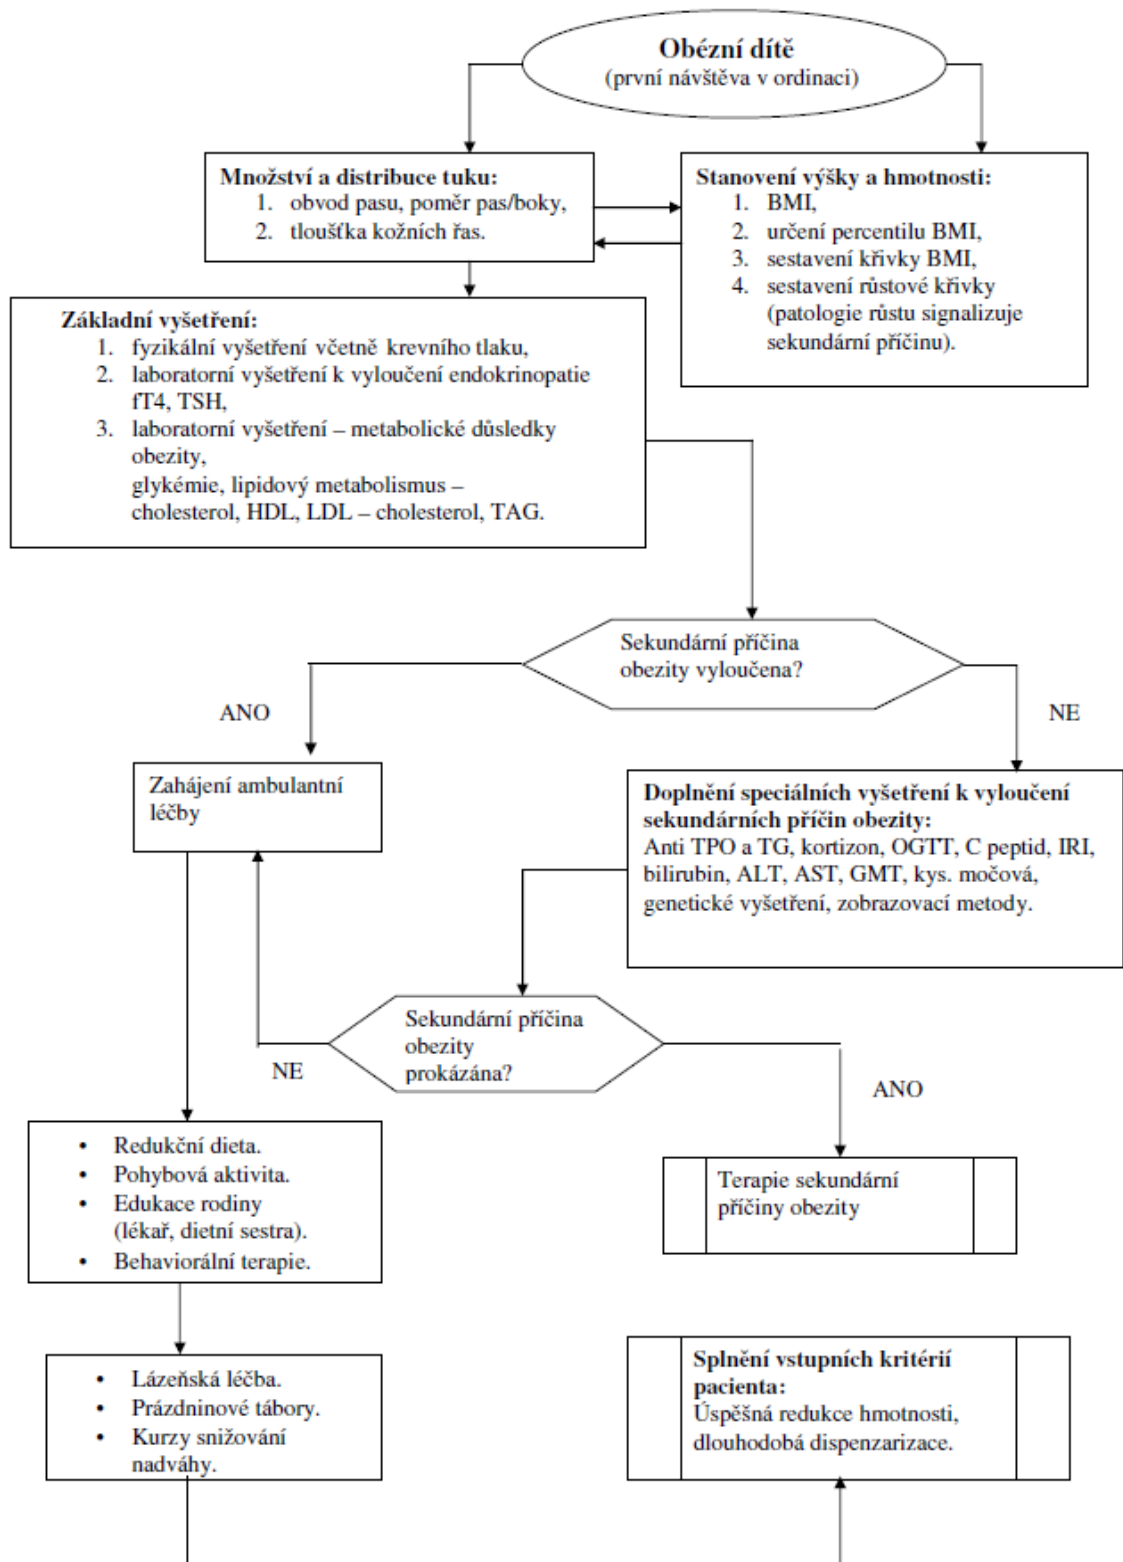 Obézní dítě
(první návštěva v ordinaci)
Množství a distribuce tuku:
1. obvod pasu, poměr pas/boky,
2. tloušťka kožních řas.
Stanovení výšky a hmotnosti:
1. BMI,
2. určení percentilu BMI,
3. sestavení křivky BMI,
4. sestavení růstové křivky
(patologie růstu signalizuje
sekundární příčinu).
Základní vyšetření:
1. fyzikální vyšetření včetně krevního tlaku,
2. laboratorní vyšetření k vyloučení endokrinopatie
fT4, TSH,
3. laboratorní vyšetření – metabolické důsledky
obezity,
glykémie, lipidový metabolismus –
cholesterol, HDL, LDL – cholesterol, TAG.
Sekundární příčina
obezity vyloučena?
ANO
NE
Zahájení ambulantní
léčby
Doplnění speciálních vyšetření k vyloučení
sekundárních příčin obezity:
Anti TPO a TG, kortizon, OGTT, C peptid, IRI,
bilirubin, ALT, AST, GMT, kys. močová,
genetické vyšetření, zobrazovací metody.
Sekundární příčina
obezity
prokázána?
NE
ANO
• Redukční dieta.
• Pohybová aktivita.
• Edukace rodiny
(lékař, dietní sestra).
• Behaviorální terapie.
Terapie sekundární
příčiny obezity
• Lázeňská léčba.
• Prázdninové tábory.
• Kurzy snižování
nadváhy.
Splnění vstupních kritérií
pacienta:
Úspěšná redukce hmotnosti,
dlouhodobá dispenzarizace.